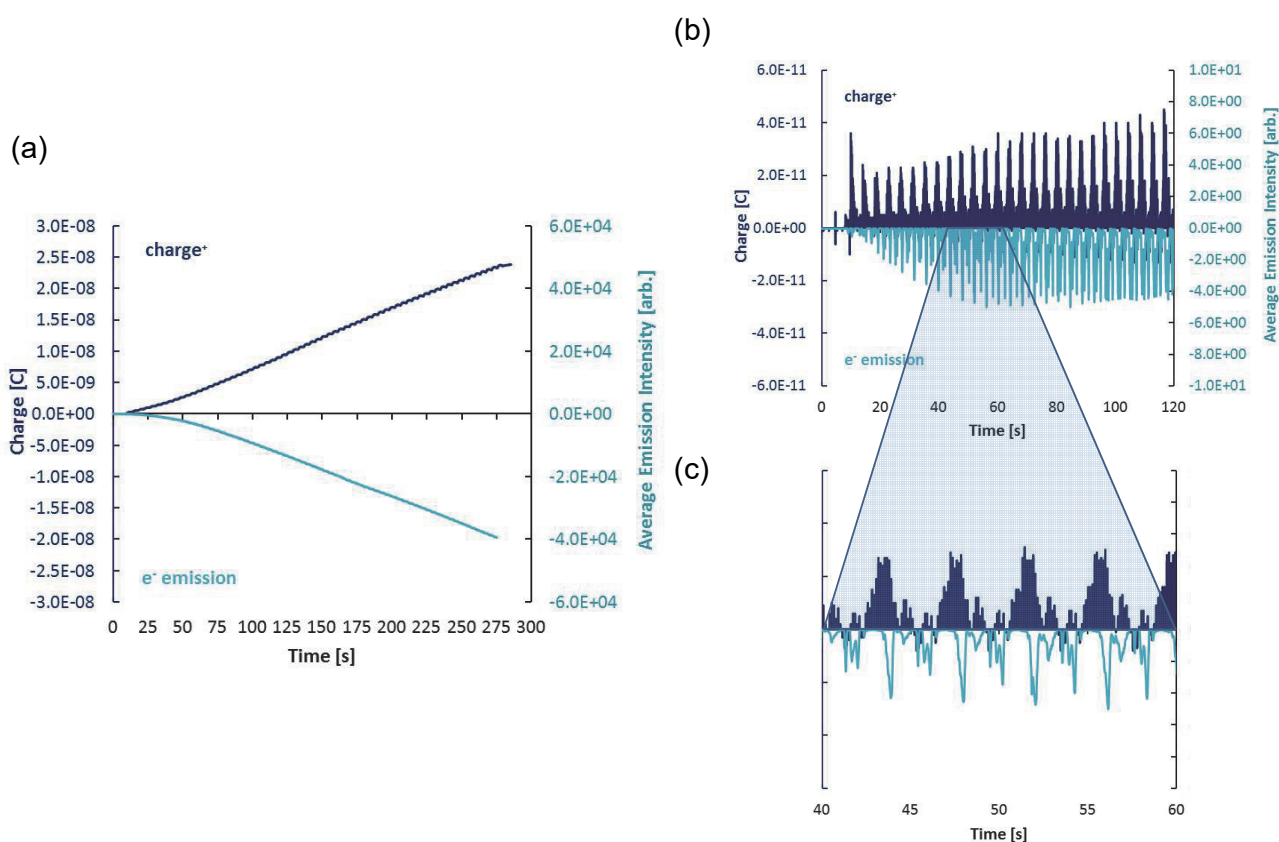 (a)
3.0E-08
2.5E-08
2.0E-08
1.5E-08
1.0E-08
5.0E-09
0.0E+00
-5.0E-09
-1.0E-08
-1.5E-08
-2.0E-08
-2.5E-08
-3.0E-08
Charge [C]
charge⁺
e⁻ emission
6.0E+04
4.0E+04
2.0E+04
0.0E+00
-2.0E+04
-4.0E+04
-6.0E+04
Average Emission Intensity [arb.]
0 25 50 75 100 125 150 175 200 225 250 275 300
Time [s]
(b)
6.0E-11
4.0E-11
2.0E-11
0.0E+00
-2.0E-11
-4.0E-11
-6.0E-11
Charge [C]
charge⁺
e⁻ emission
1.0E+01
8.0E+00
6.0E+00
4.0E+00
2.0E+00
0.0E+00
-2.0E+00
-4.0E+00
-6.0E+00
-8.0E+00
-1.0E+01
Average Emission Intensity [arb.]
0 20 40 60 80 100 120
Time [s]
(c)
40 45 50 55 60
Time [s]